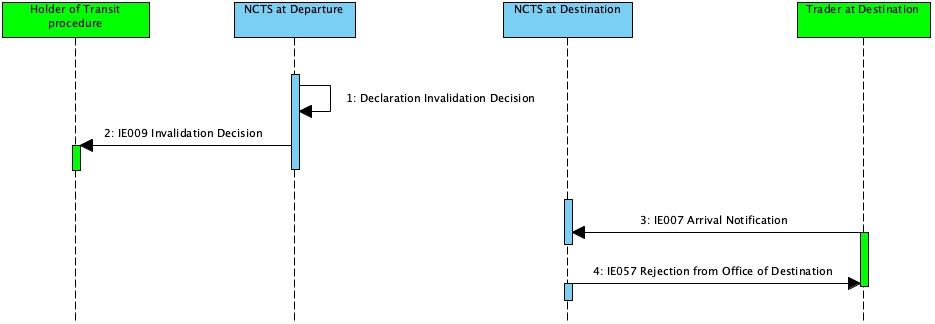 Holder of Transit
procedure
NCTS at Departure
NCTS at Destination
Trader at Destination
1: Declaration Invalidation Decision
2: IE009 Invalidation Decision
3: IE007 Arrival Notification
4: IE057 Rejection from Office of Destination